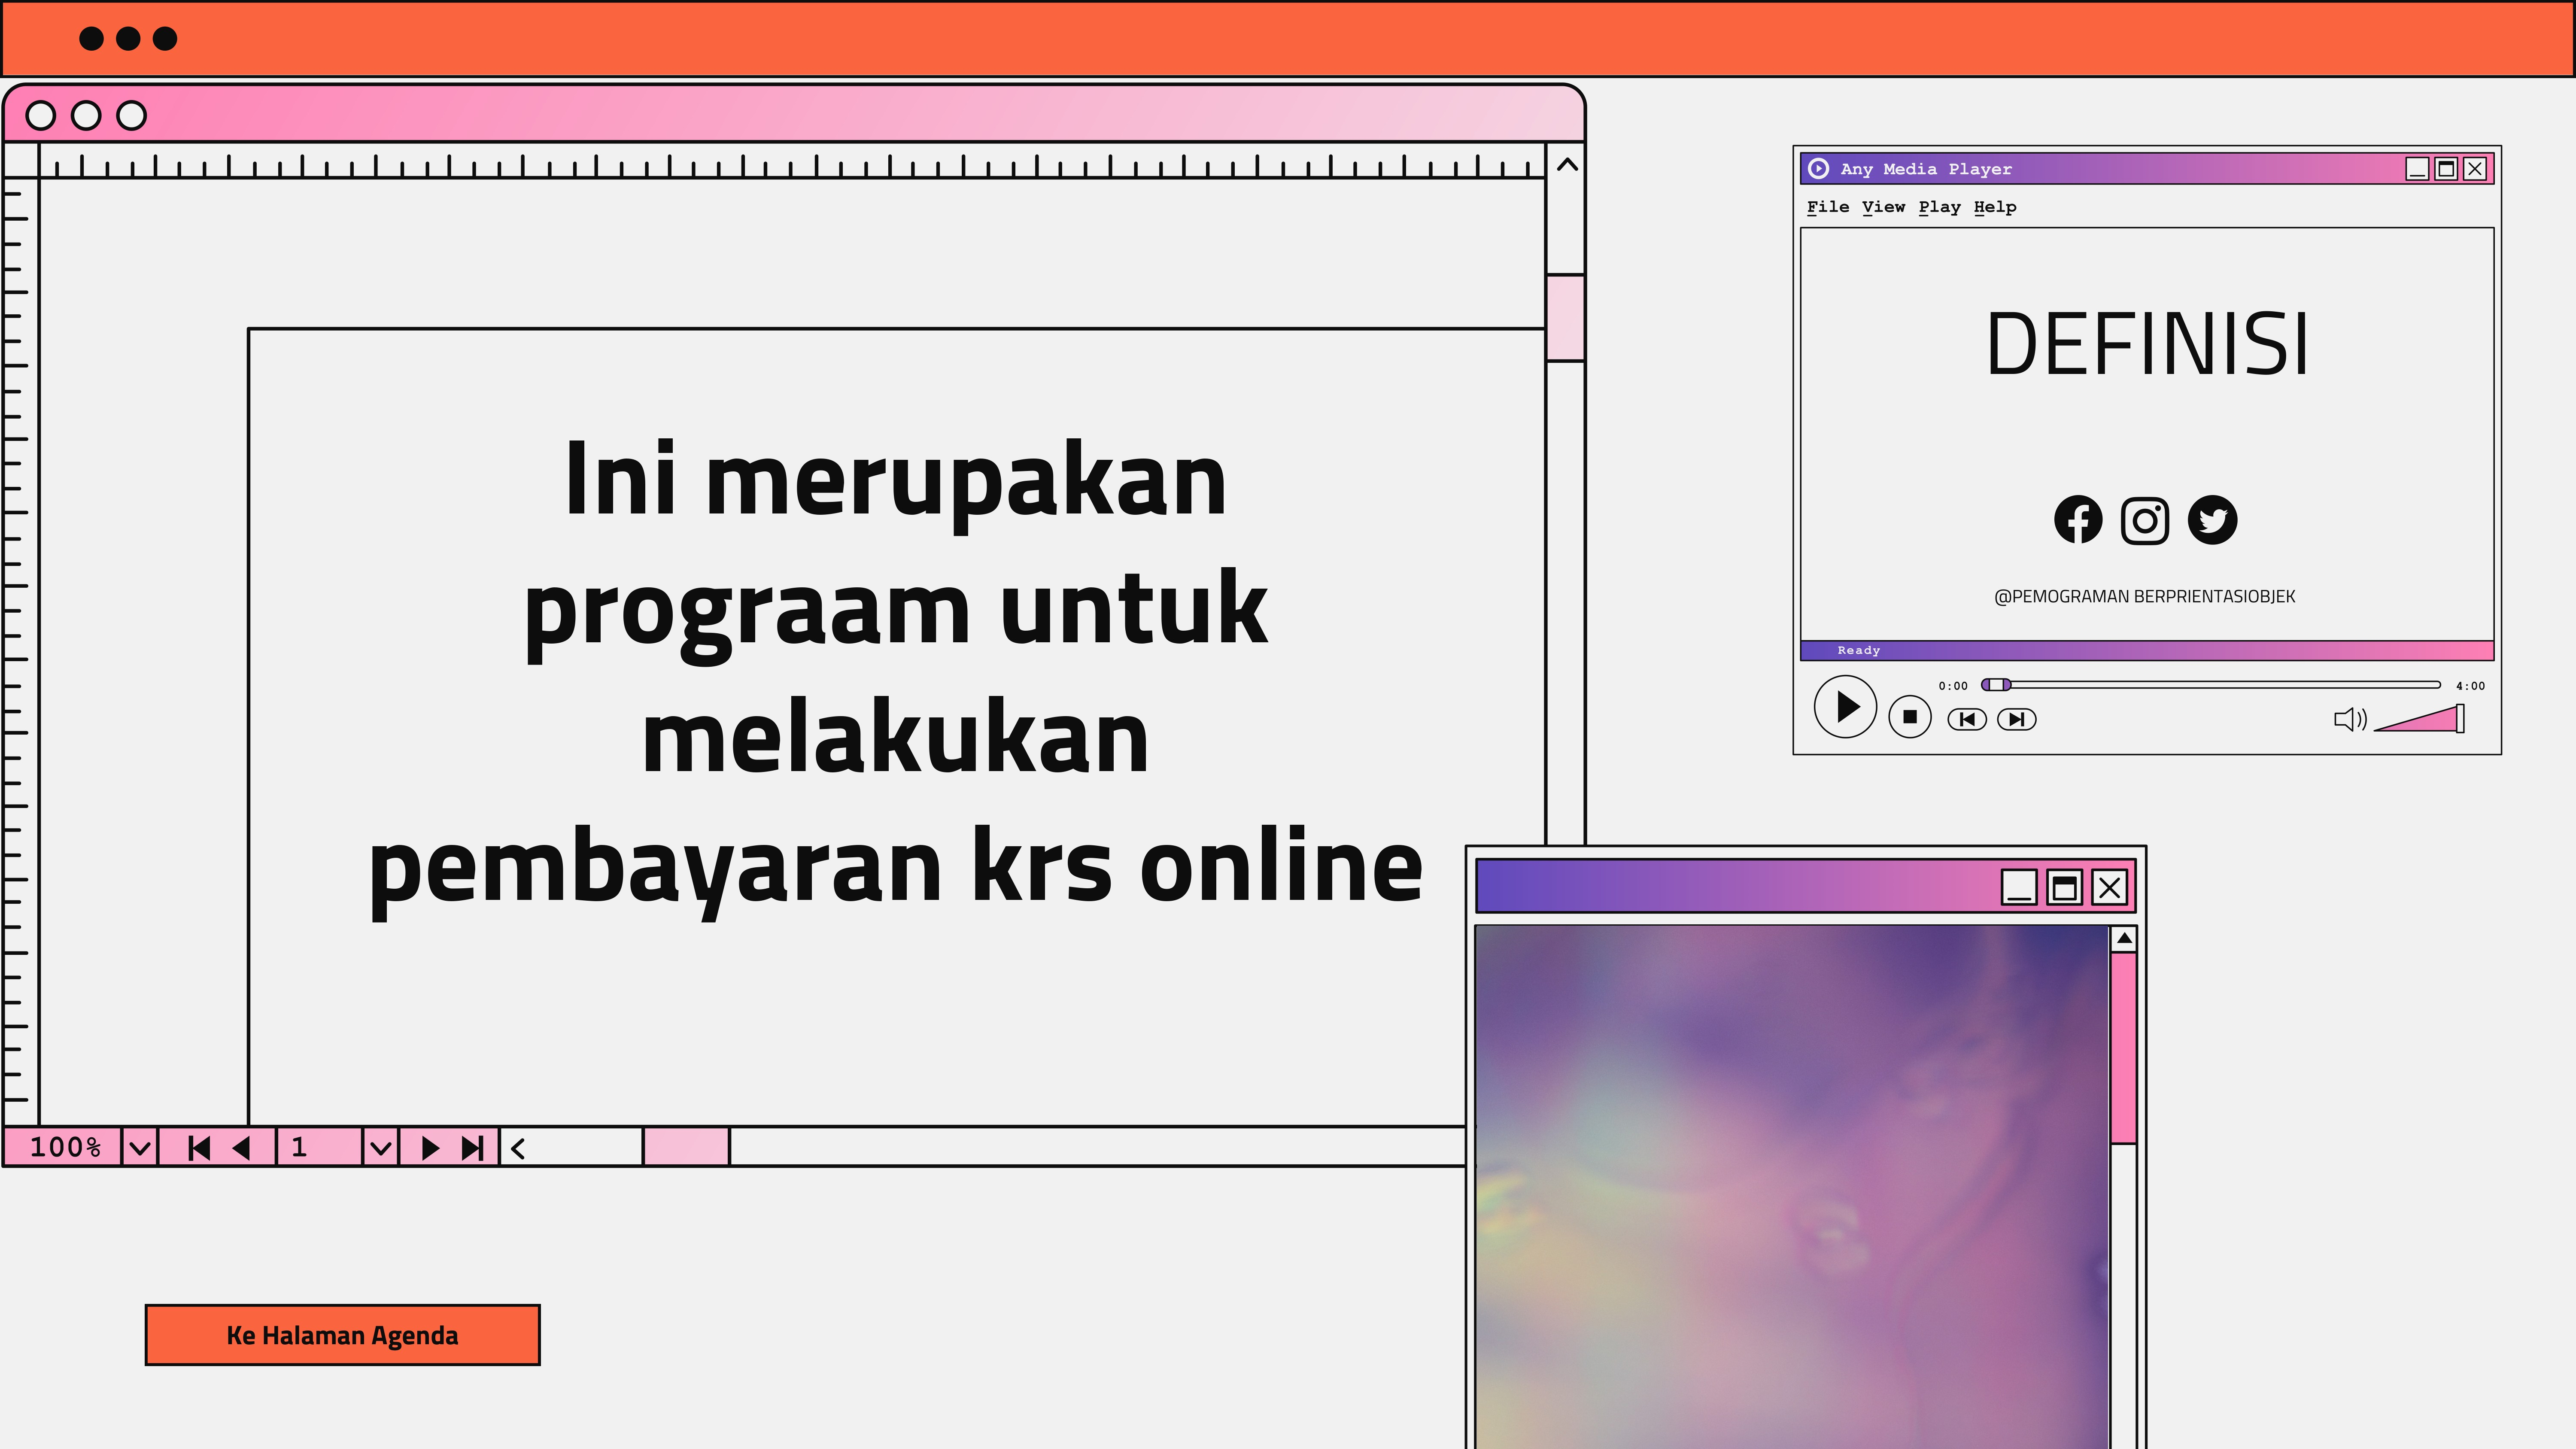 Ini merupakan
prograam untuk
melakukan
pembayaran krs online
100%
1
Any Media Player
File View Play Help
DEFINISI
@PEMOGRAMAN BERPRIENTASIOBJEK
Ready
0:00
4:00
Ke Halaman Agenda